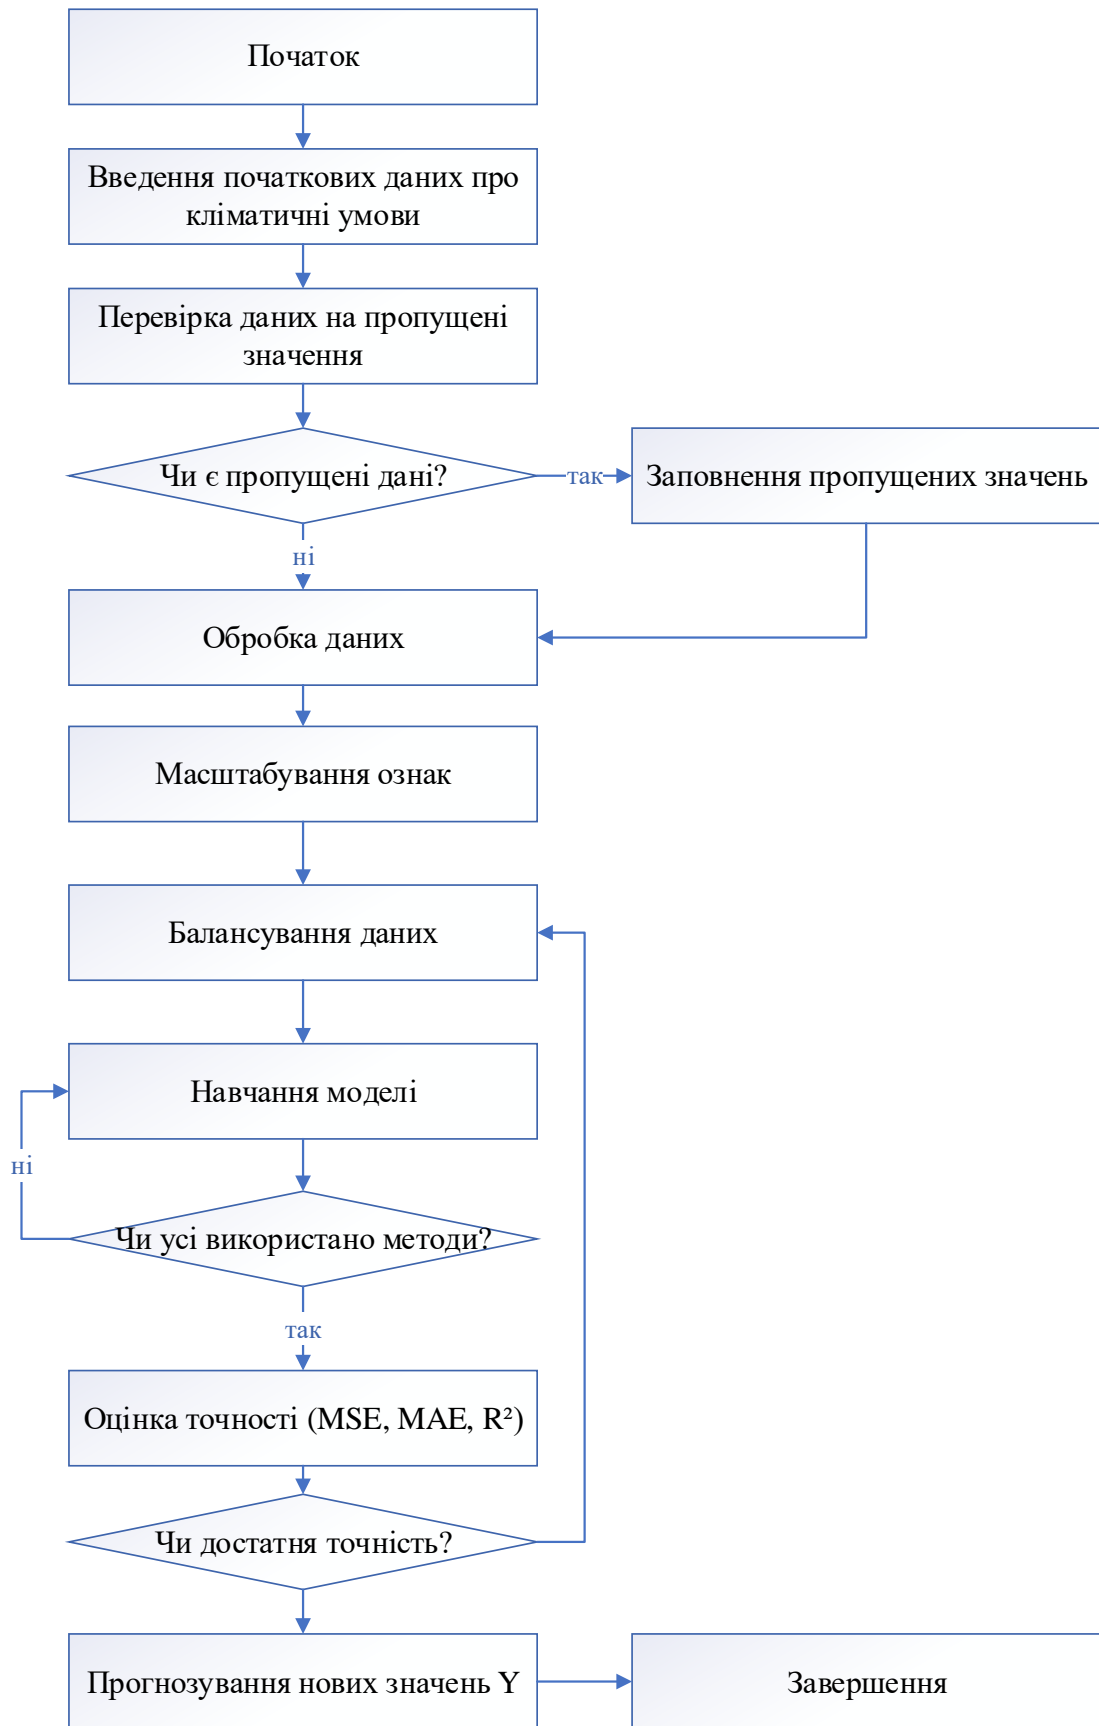 Початок
Введення початкових даних про
кліматичні умови
Перевірка даних на пропущені
значення
Чи є пропущені дані?
так
Заповнення пропущених значень
ні
Обробка даних
Масштабування ознак
Балансування даних
Навчання моделі
ні
Чи усі використано методи?
так
Оцінка точності (MSE, MAE, R²)
Чи достатня точність?
Прогнозування нових значень Y
Завершення